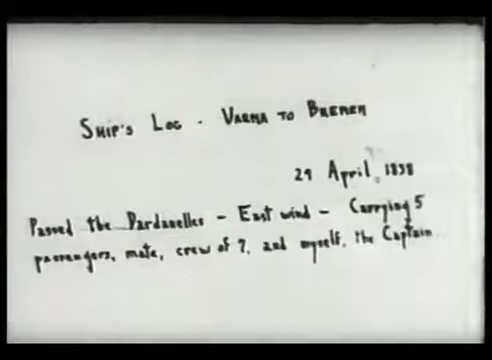 Ship's Log - Varna to Bremen
29 April, 1838
Passed the Dardanelles - East wind - Carrying 5
passengers, mate, crew of 7, and myself, the Captain